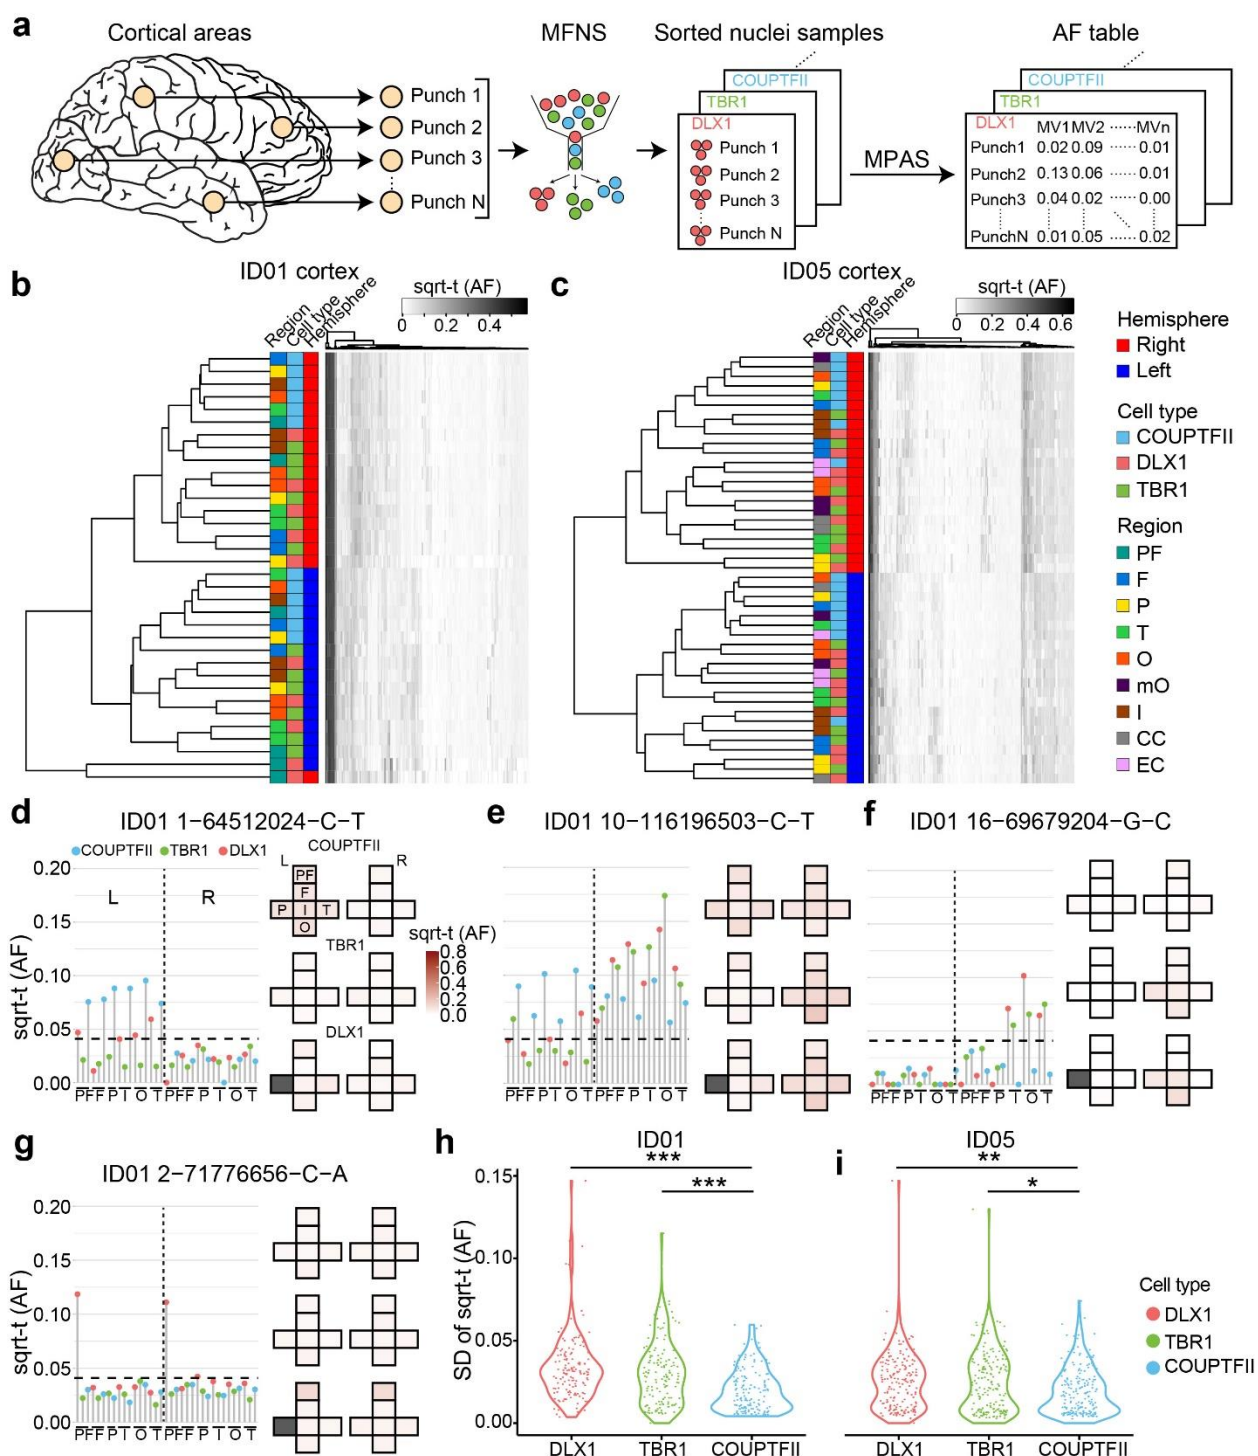 a
Cortical areas
MFNS
Sorted nuclei samples
AF table
Punch 1
Punch 2
Punch 3
Punch N
COUPTFII
TBR1
DLX1
Punch 1
Punch 2
Punch 3
Punch N
MPAS
COUPTFII
TBR1
DLX1
MV1 MV2 ······ MVn
Punch1 0.02 0.09 0.01
Punch2 0.13 0.06 ······ 0.01
Punch3 0.04 0.02 ······ 0.00
PunchN 0.01 0.05 ······ 0.02
b
ID01 cortex
Region
Cell type
Hemisphere
sqrt-t (AF)
0 0.2 0.4
c
ID05 cortex
Region
Cell type
Hemisphere
sqrt-t (AF)
0 0.2 0.4 0.6
Hemisphere
Right
Left
Cell type
COUPTFII
DLX1
TBR1
Region
PF
F
P
T
O
mO
I
CC
EC
d
ID01 1−64512024−C−T
COUPTFII TBR1 DLX1
sqrt-t (AF)
0.20
0.15
0.10
0.05
0.00
L R
PF F P I O T PF F P I O T
COUPTFII
L R
PF
F
P I T
O
TBR1
DLX1
sqrt-t (AF)
0.8
0.6
0.4
0.2
0.0
e
ID01 10−116196503−C−T
PF F P I O T PF F P I O T
f
ID01 16−69679204−G−C
PF F P I O T PF F P I O T
g
ID01 2−71776656−C−A
sqrt-t (AF)
0.20
0.15
0.10
0.05
0.00
PF F P I O T PF F P I O T
h
ID01
***
***
SD of sqrt-t (AF)
0.15
0.10
0.05
0.00
DLX1 TBR1 COUPTFII
i
ID05
**
*
DLX1 TBR1 COUPTFII
Cell type
DLX1
TBR1
COUPTFII